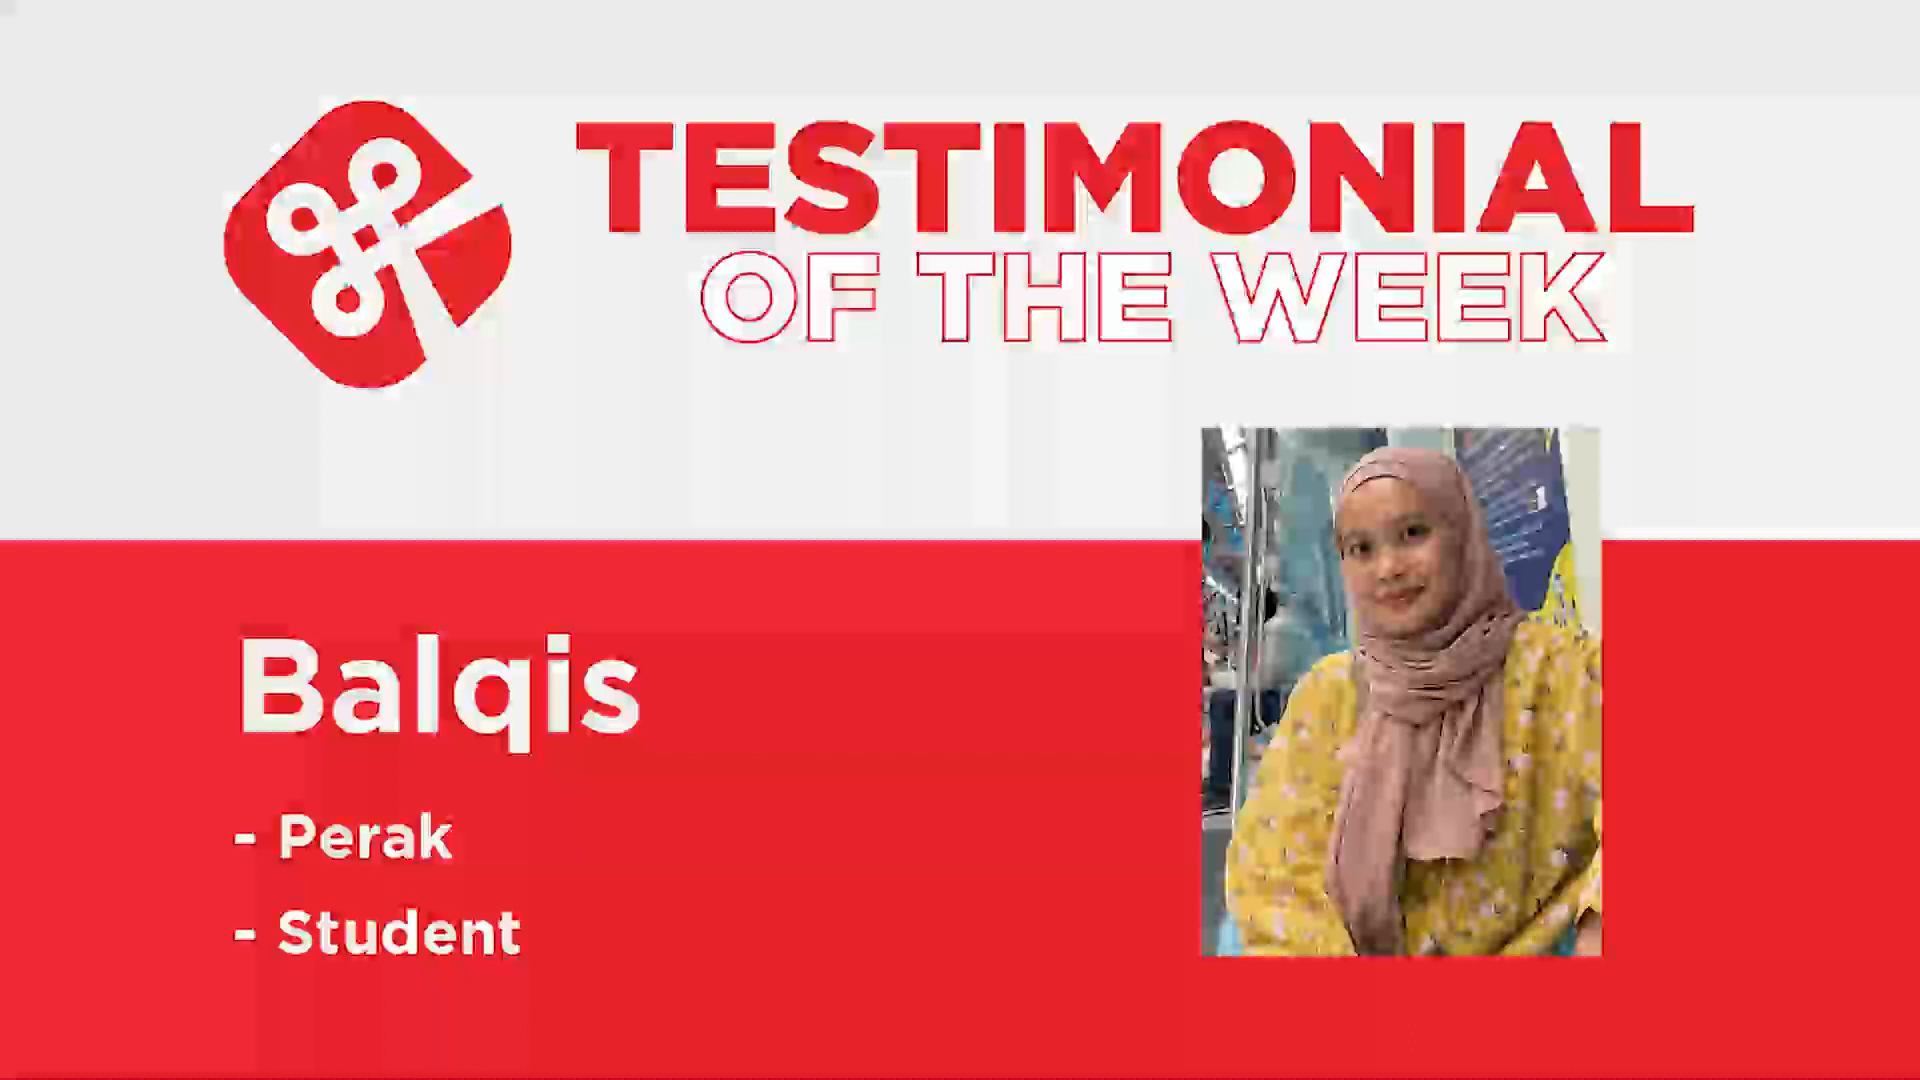 TESTIMONIAL
OF THE WEEK
Balqis
- Perak
- Student